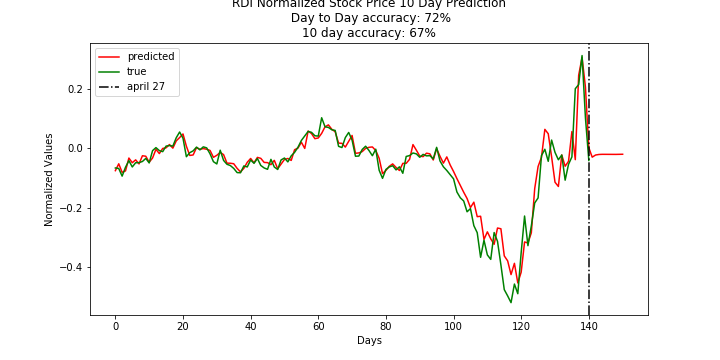 RDI Normalized Stock Price 10 Day Prediction
Day to Day accuracy: 72%
10 day accuracy: 67%
predicted
true
april 27
Normalized Values
0.2
0.0
−0.2
−0.4
0 20 40 60 80 100 120 140
Days